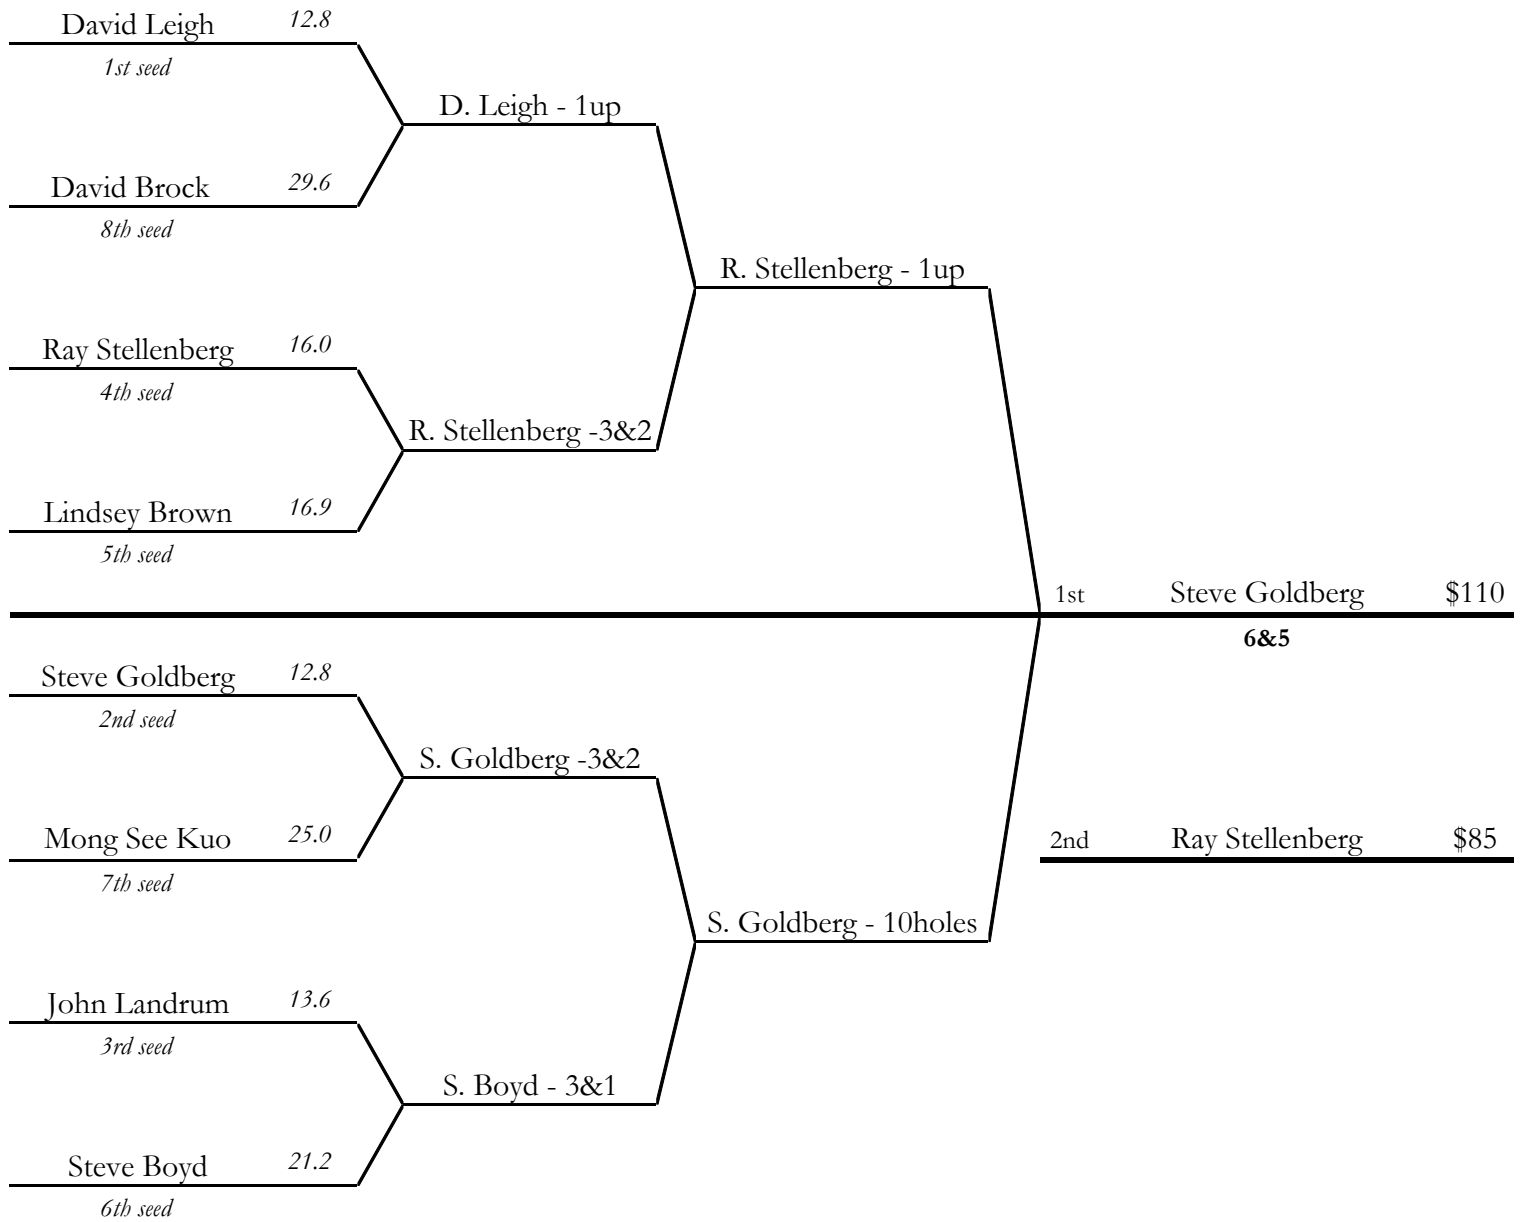 David Leigh 12.8
1st seed
D. Leigh - 1up
David Brock 29.6
8th seed
R. Stellenberg - 1up
Ray Stellenberg 16.0
4th seed
R. Stellenberg -3&2
Lindsey Brown 16.9
5th seed
1st Steve Goldberg $110
6&5
Steve Goldberg 12.8
2nd seed
S. Goldberg -3&2
Mong See Kuo 25.0
7th seed
2nd Ray Stellenberg $85
S. Goldberg - 10holes
John Landrum 13.6
3rd seed
S. Boyd - 3&1
Steve Boyd 21.2
6th seed